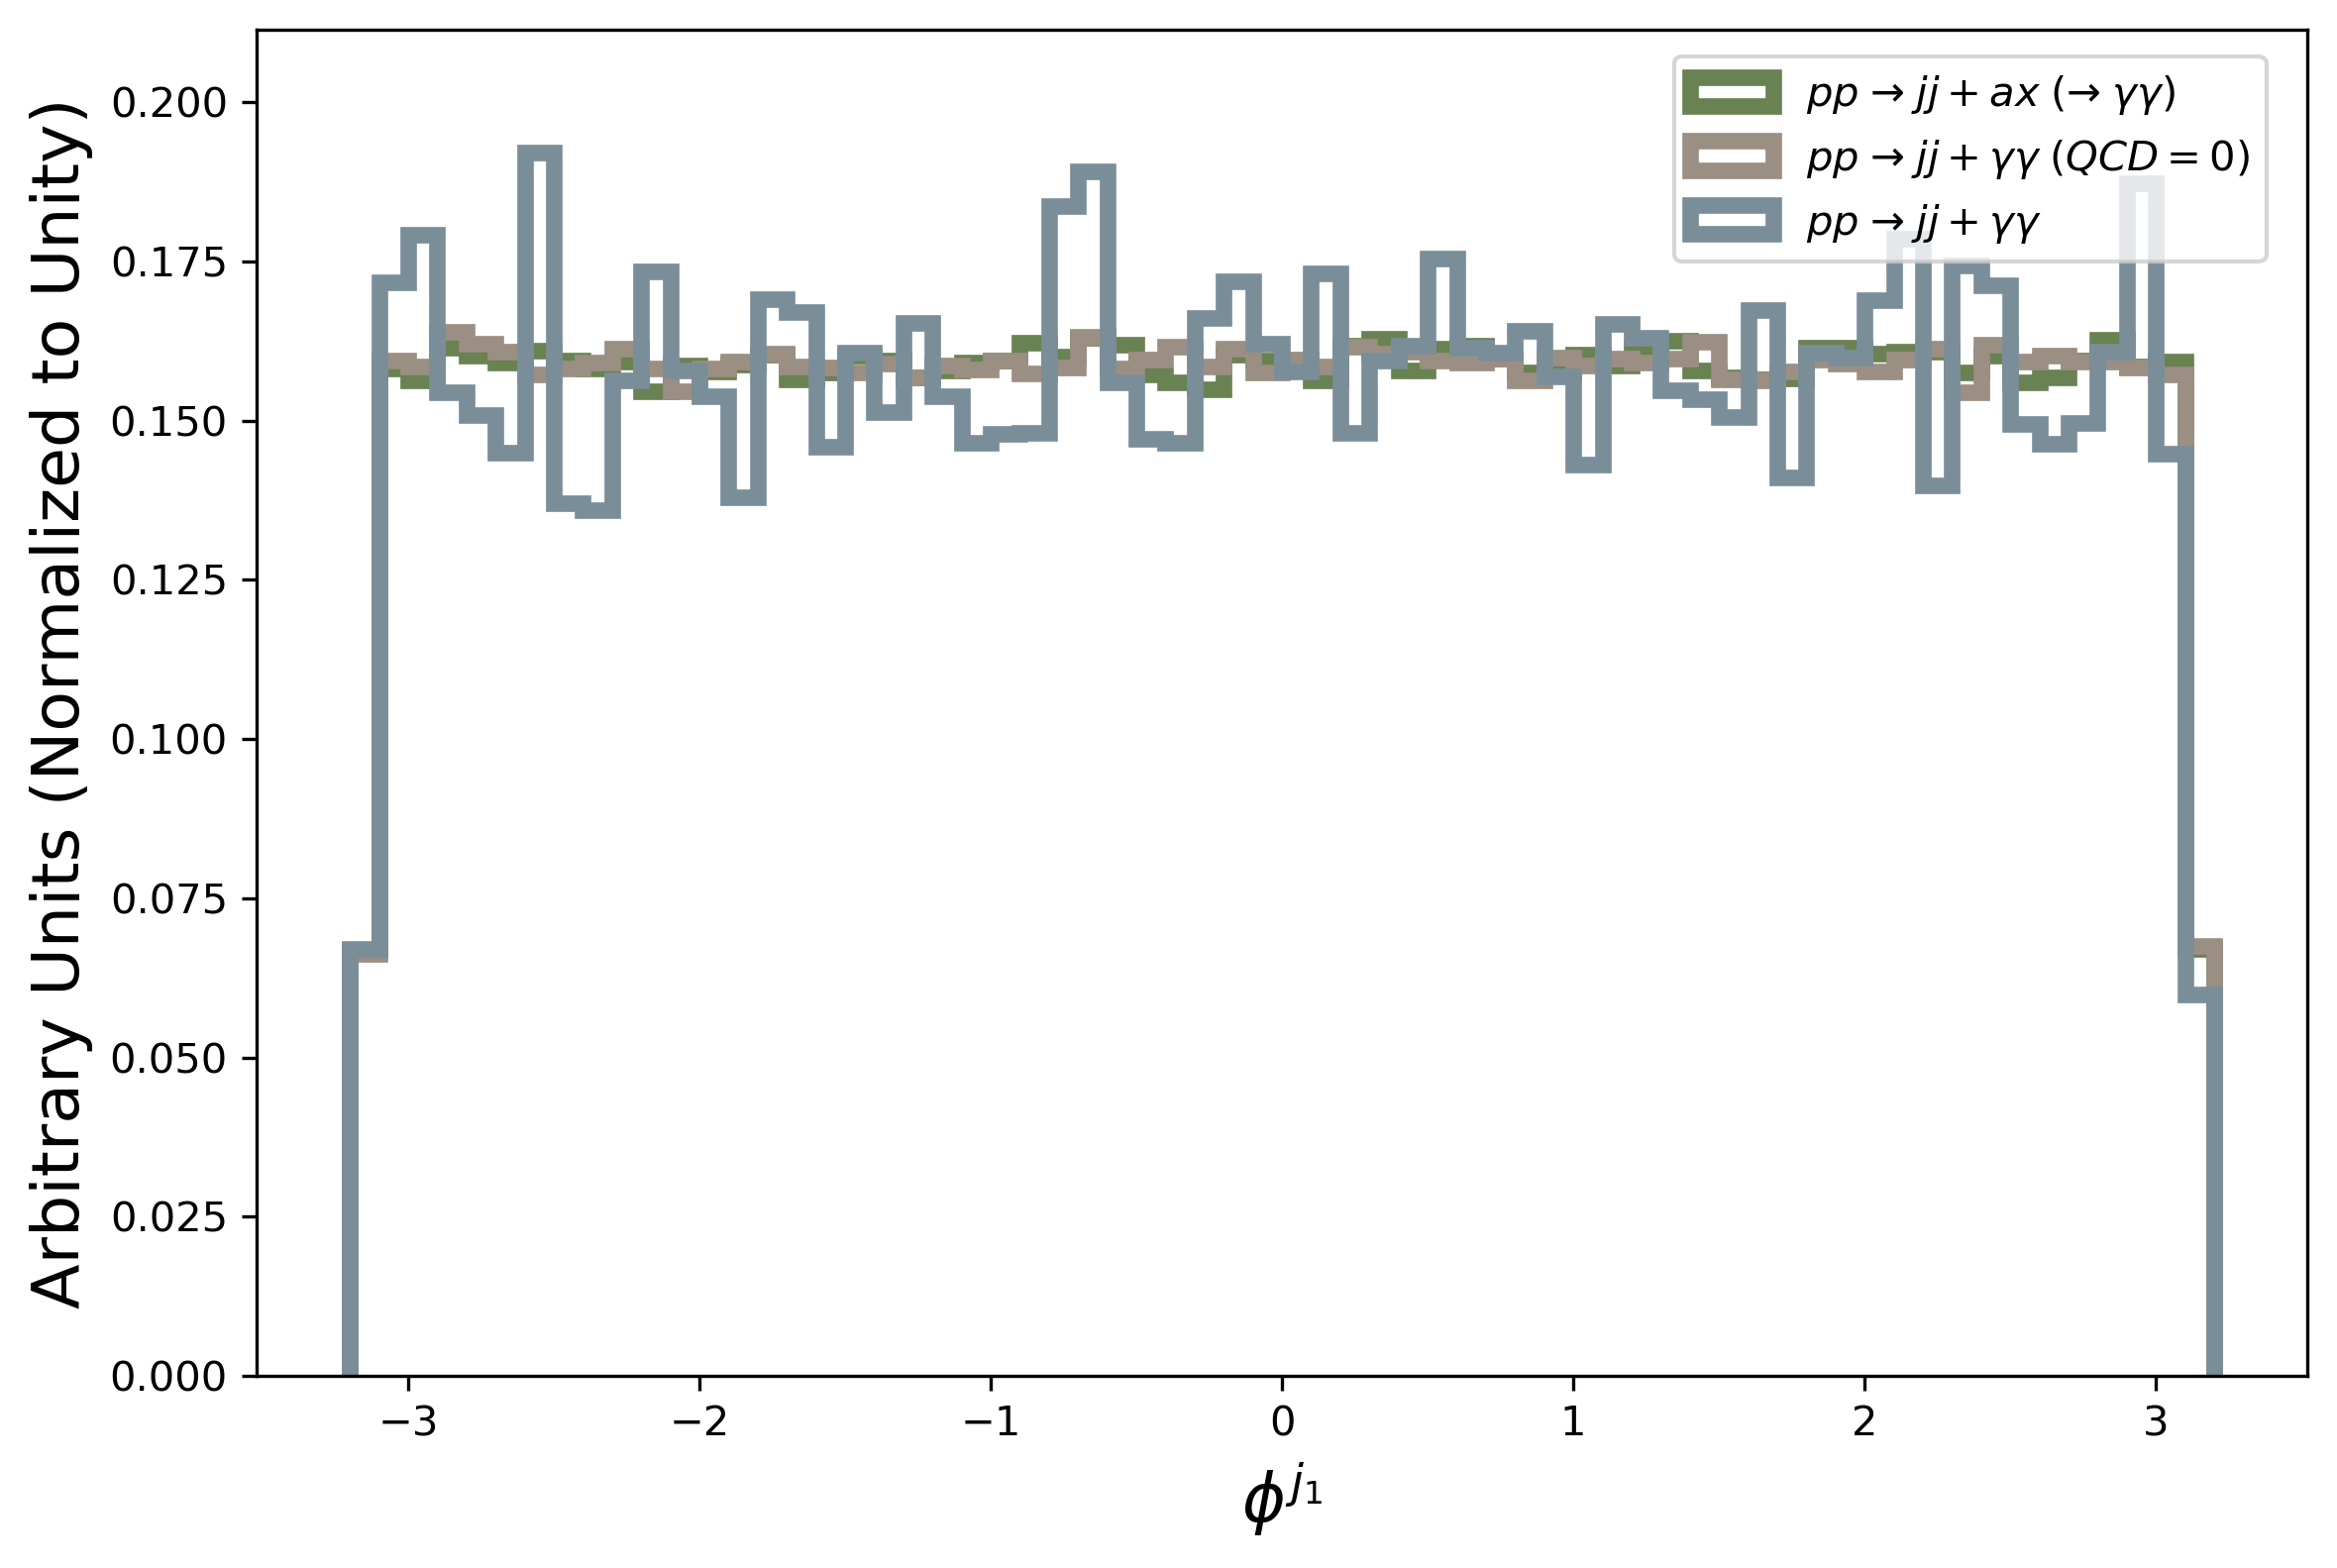 Arbitrary Units (Normalized to Unity)
0.200
0.175
0.150
0.125
0.100
0.075
0.050
0.025
0.000
pp → jj + ax (→ γγ)
pp → jj + γγ (QCD = 0)
pp → jj + γγ
−3 −2 −1 0 1 2 3
ϕ^{j_1}